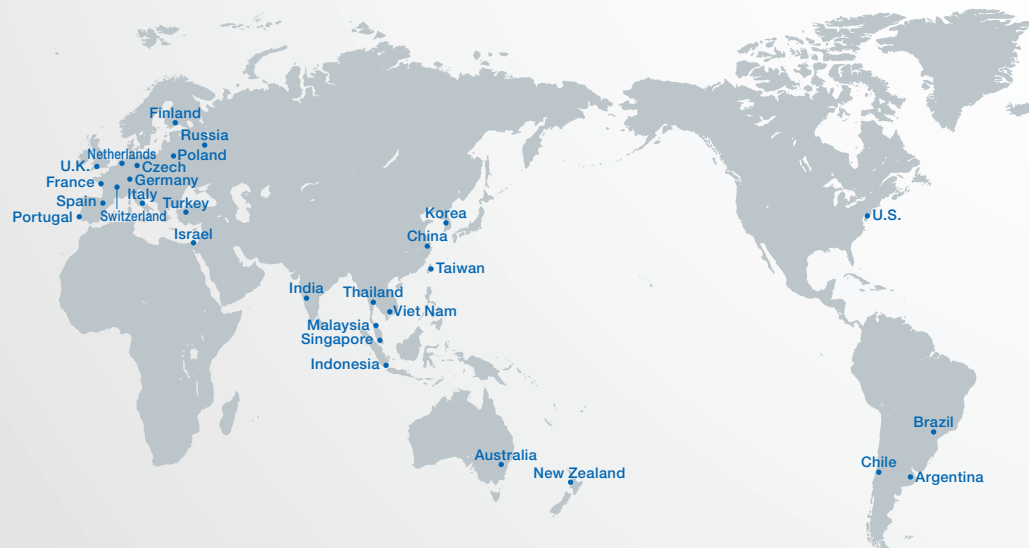 Finland
Russia
Netherlands
Poland
U.K.
Czech
France
Germany
Italy
Spain
Turkey
Portugal
Switzerland
Israel
Korea
China
Taiwan
India
Thailand
Viet Nam
Malaysia
Singapore
Indonesia
Australia
New Zealand
U.S.
Brazil
Chile
Argentina